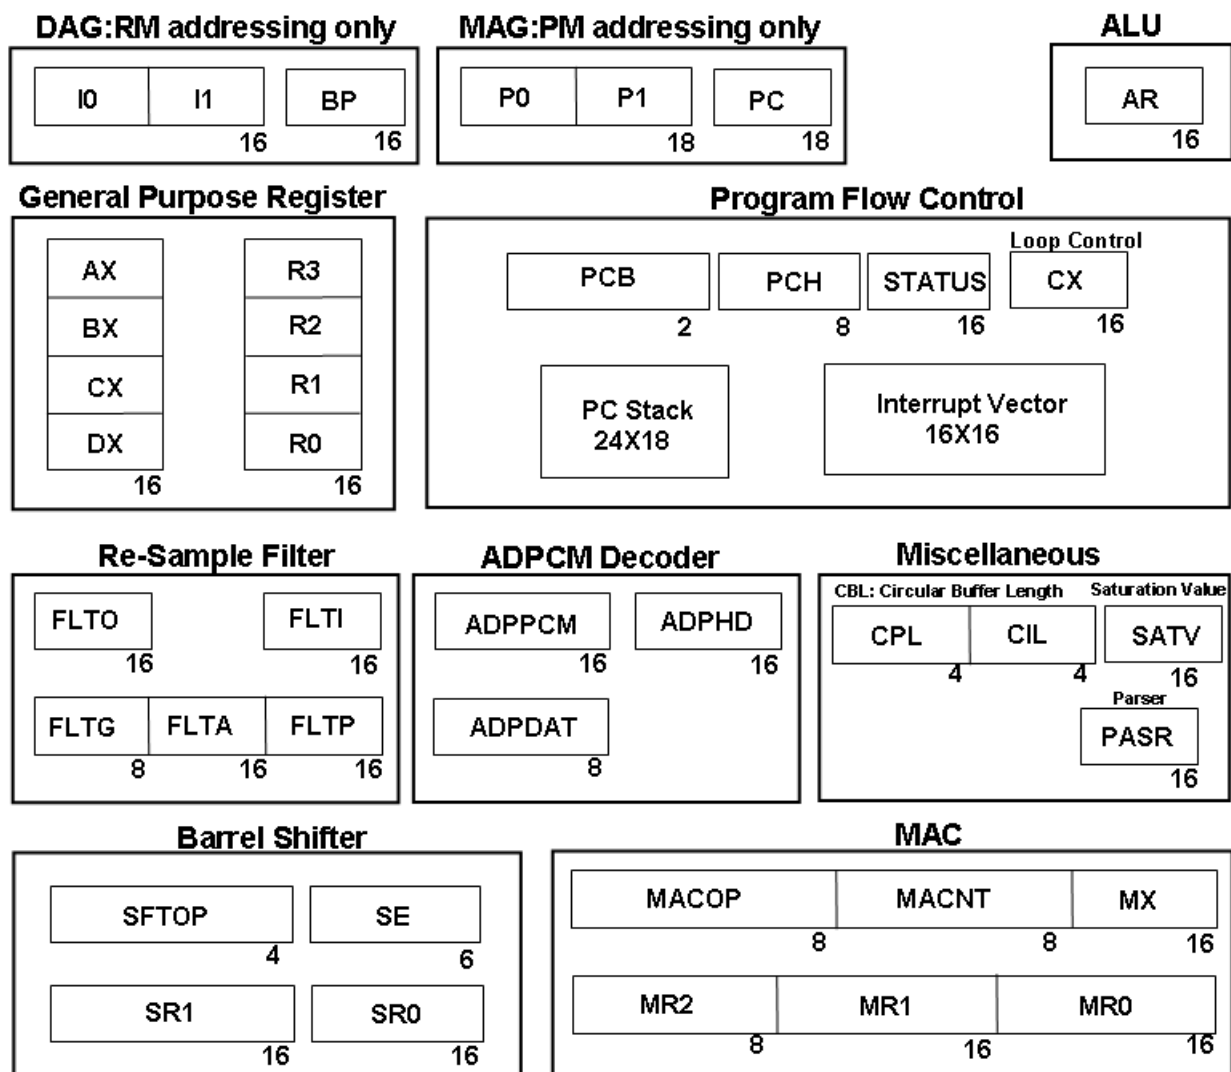 DAG:RM addressing only
MAG:PM addressing only
ALU
I0 I1 BP
16 16
P0 P1 PC
18 18
AR
16
General Purpose Register
Program Flow Control
AX R3
BX R2
CX R1
DX R0
16 16
Loop Control
PCB PCH STATUS CX
2 8 16 16
PC Stack
24X18
Interrupt Vector
16X16
Re-Sample Filter
ADPCM Decoder
Miscellaneous
FLTO FLTI
16 16
FLTG FLTA FLTP
8 16 16
ADPPCM ADPHD
16 16
ADPDAT
8
CBL: Circular Buffer Length Saturation Value
CPL CIL SATV
4 4 16
Parser
PASR
16
Barrel Shifter
MAC
SFTOP SE
4 6
SR1 SR0
16 16
MACOP MACNT MX
8 8 16
MR2 MR1 MR0
8 16 16